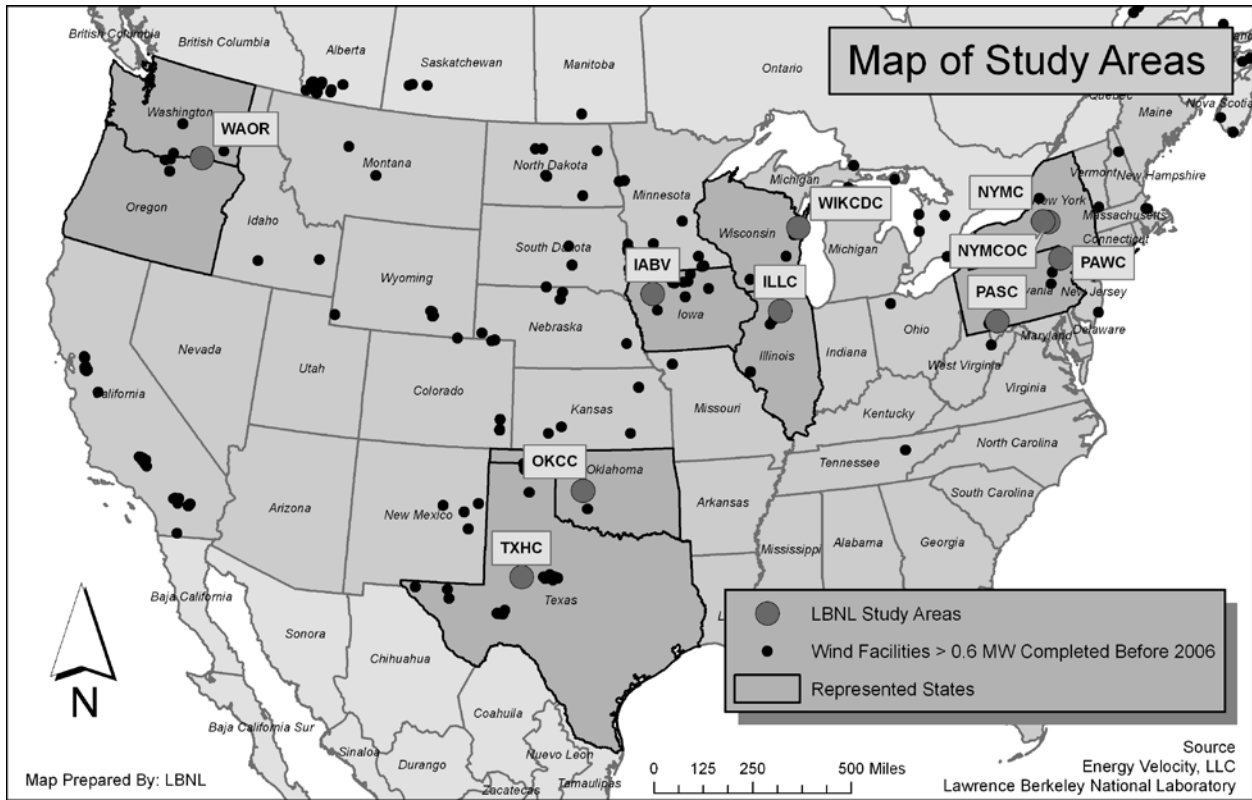 Map of Study Areas
British Columbia
British Columbia
Alberta
Saskatchewan
Manitoba
Ontario
Quebec
Maine
Nova Scotia
Washington
WAOR
Oregon
Idaho
Montana
North Dakota
Minnesota
Michigan
WIKCDC
Wisconsin
Michigan
NYMC
New York
Vermont
New Hampshire
Massachusetts
Connecticut
NYMCOC
PAWC
PASC
New Jersey
Delaware
Maryland
South Dakota
IABV
ILLC
Wyoming
Nebraska
Iowa
Illinois
Indiana
Ohio
West Virginia
Virginia
Nevada
Utah
Colorado
Kansas
Missouri
Kentucky
California
North Carolina
Tennessee
OKCC
Oklahoma
Arkansas
South Carolina
Arizona
New Mexico
Mississippi
Alabama
Georgia
TXHC
Texas
Baja California
Sonora
Chihuahua
Coahuila
Baja California Sur
Sinaloa
Durango
Nuevo Leon
Zacatecas
Tamaulipas
LBNL Study Areas
Wind Facilities > 0.6 MW Completed Before 2006
Represented States
N
Map Prepared By: LBNL
0 125 250 500 Miles
Source
Energy Velocity, LLC
Lawrence Berkeley National Laboratory